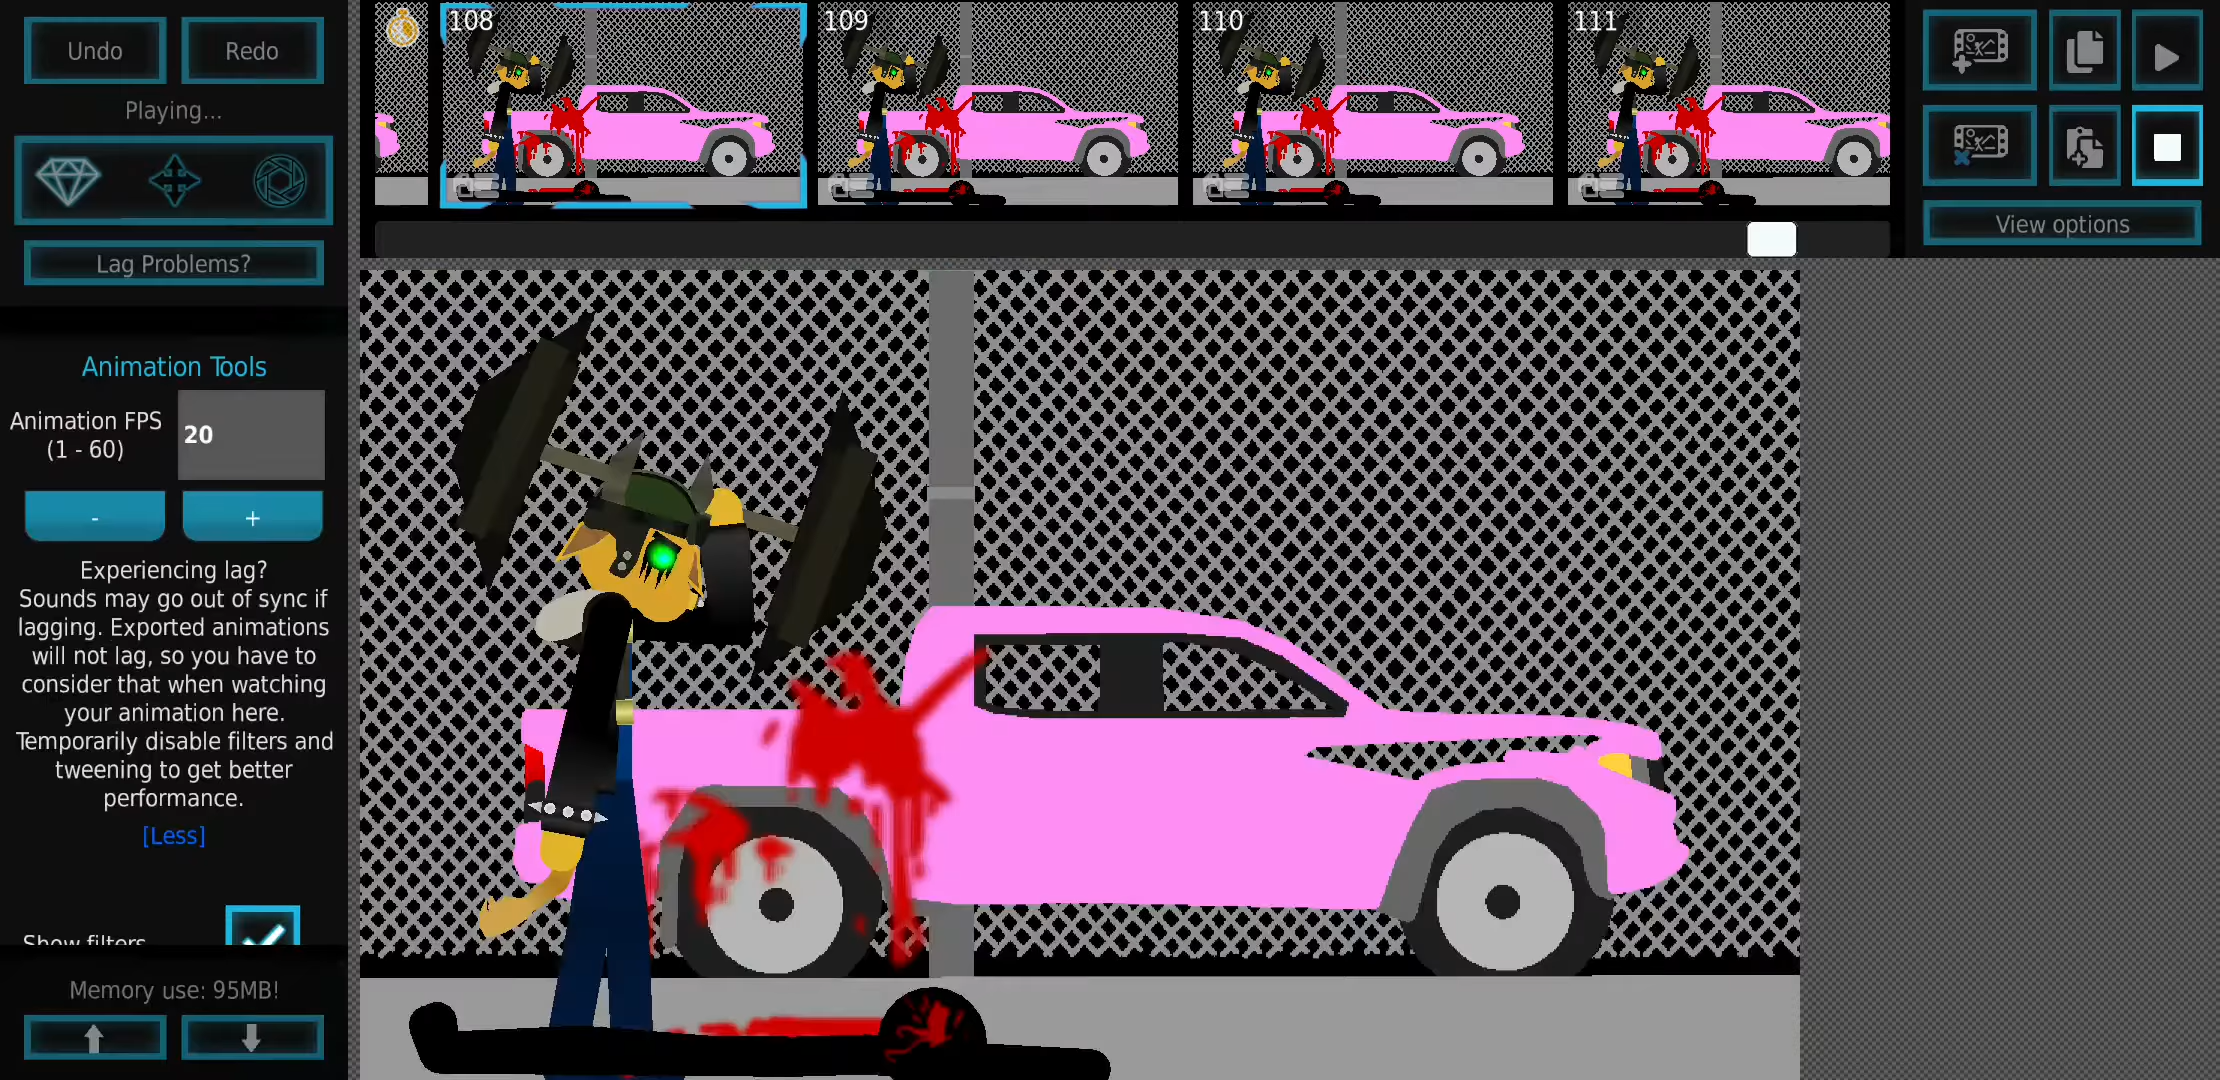 Undo
Redo
Playing...
Lag Problems?
108
109
110
111
View options
Animation Tools
Animation FPS
(1 - 60)
20
-
+
Experiencing lag?
Sounds may go out of sync if
lagging. Exported animations
will not lag, so you have to
consider that when watching
your animation here.
Temporarily disable filters and
tweening to get better
performance.
[Less]
Show filters
Memory use: 95MB!